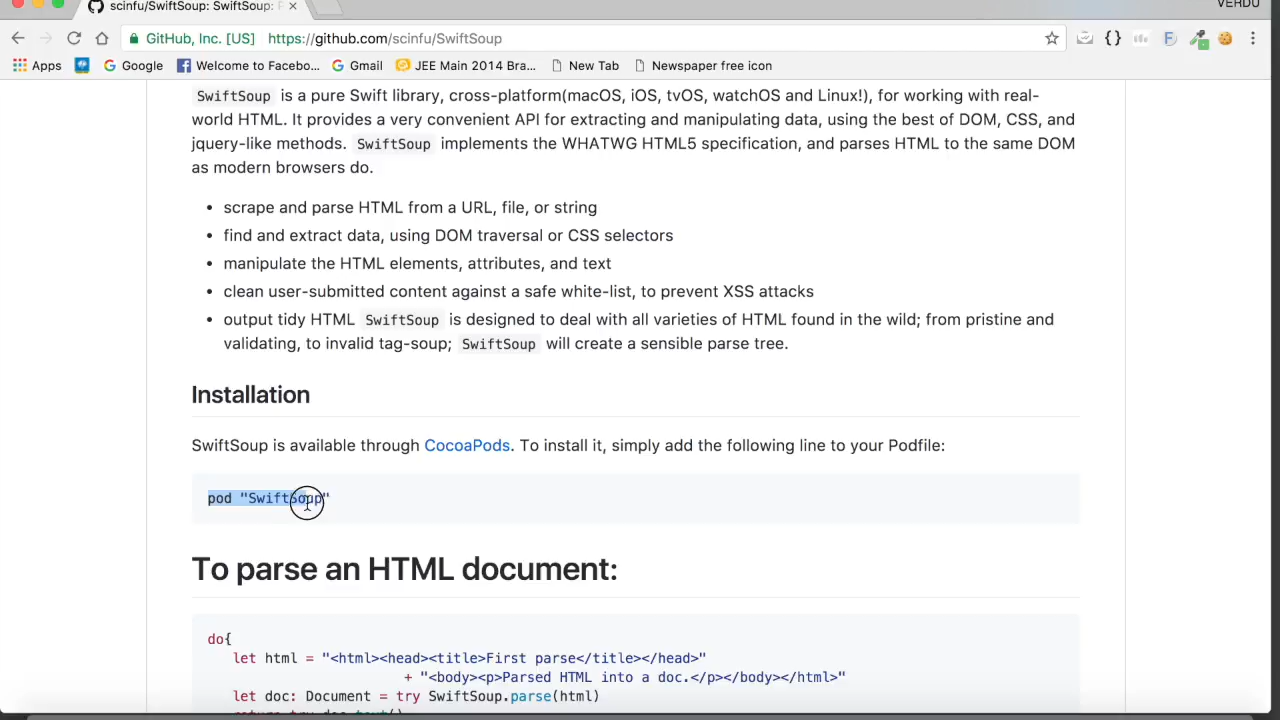 scinfu/SwiftSoup: SwiftSoup:
VEHDU
GitHub, Inc. [US] https://github.com/scinfu/SwiftSoup
Apps Google Welcome to Facebo... Gmail JEE Main 2014 Bra... New Tab Newspaper free icon
SwiftSoup is a pure Swift library, cross-platform(macOS, iOS, tvOS, watchOS and Linux!), for working with real-
world HTML. It provides a very convenient API for extracting and manipulating data, using the best of DOM, CSS, and
jquery-like methods. SwiftSoup implements the WHATWG HTML5 specification, and parses HTML to the same DOM
as modern browsers do.
• scrape and parse HTML from a URL, file, or string
• find and extract data, using DOM traversal or CSS selectors
• manipulate the HTML elements, attributes, and text
• clean user-submitted content against a safe white-list, to prevent XSS attacks
• output tidy HTML SwiftSoup is designed to deal with all varieties of HTML found in the wild; from pristine and
validating, to invalid tag-soup; SwiftSoup will create a sensible parse tree.
Installation
SwiftSoup is available through CocoaPods. To install it, simply add the following line to your Podfile:
pod "SwiftSoup"
To parse an HTML document:
do{
let html = "<html><head><title>First parse</title></head>"
+ "<body><p>Parsed HTML into a doc.</p></body></html>"
let doc: Document = try SwiftSoup.parse(html)
return try doc.text()